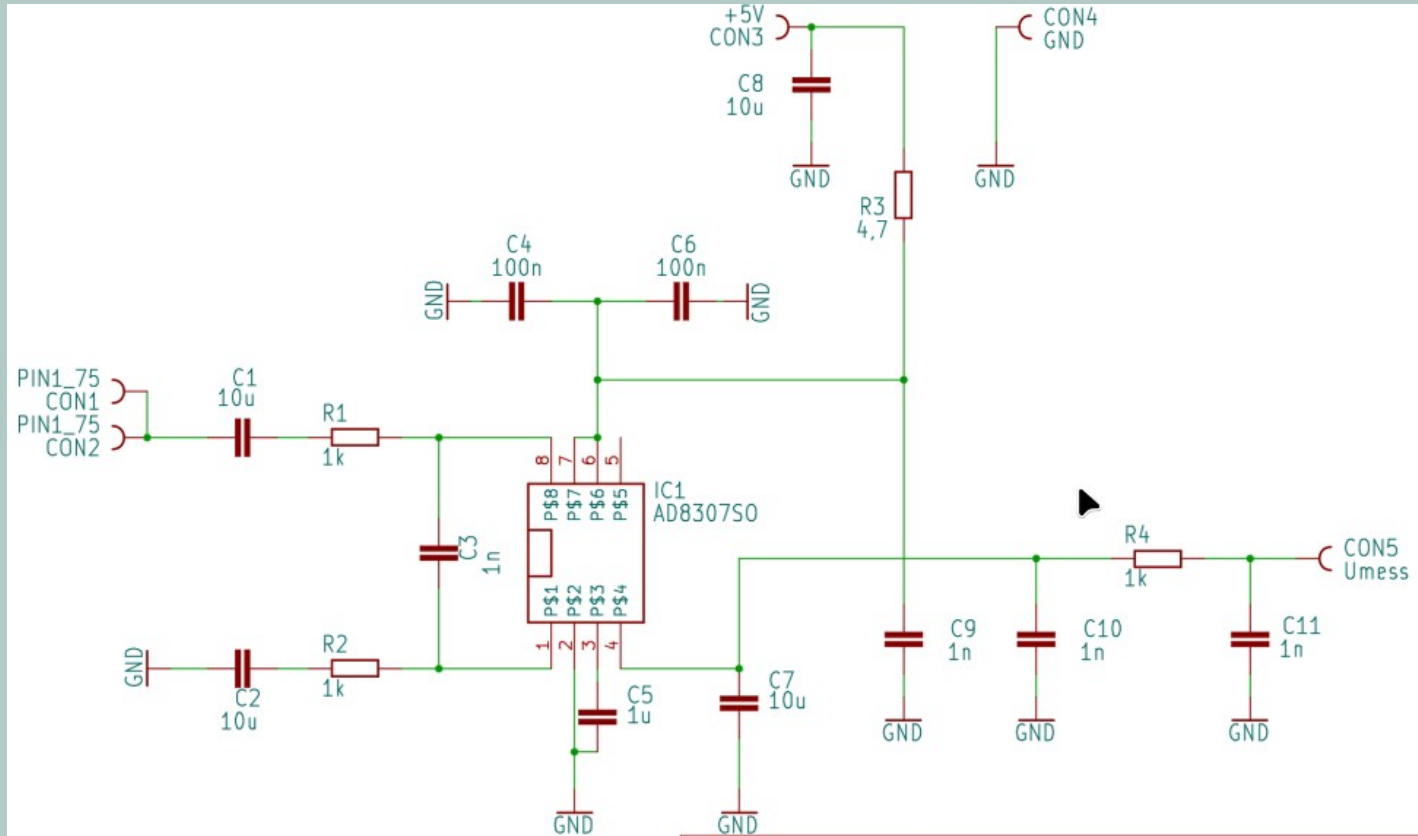 +5V
CON3
CON4
GND
C8
10u
GND
GND
R3
4,7
C4
100n
C6
100n
GND
GND
PIN1_75
CON1
PIN1_75
CON2
C1
10u
R1
1k
8
7
6
5
P$8
P$7
P$6
P$5
IC1
AD8307SO
C3
1n
P$1
P$2
P$3
P$4
1
2
3
4
R4
1k
CON5
Umess
GND
C2
10u
R2
1k
C5
1u
C7
10u
C9
1n
C10
1n
C11
1n
GND
GND
GND
GND
GND